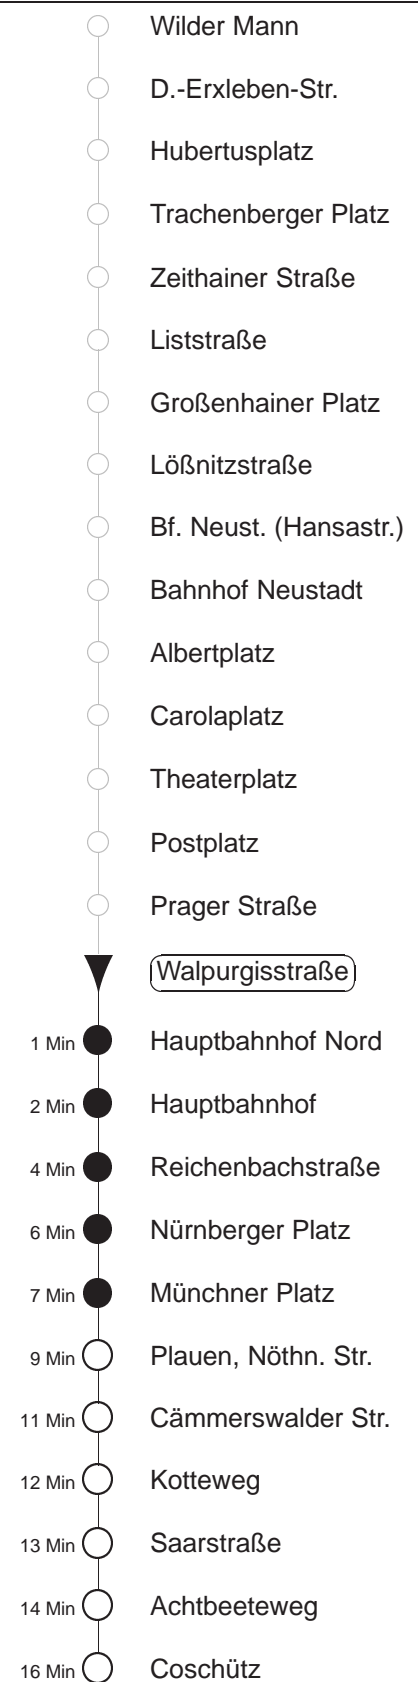 Wilder Mann
D.-Erxleben-Str.
Hubertusplatz
Trachenberger Platz
Zeithainer Straße
Liststraße
Großenhainer Platz
Lößnitzstraße
Bf. Neust. (Hansastr.)
Bahnhof Neustadt
Albertplatz
Carolaplatz
Theaterplatz
Postplatz
Prager Straße
Walpurgisstraße
1 Min Hauptbahnhof Nord
2 Min Hauptbahnhof
4 Min Reichenbachstraße
6 Min Nürnberger Platz
7 Min Münchner Platz
9 Min Plauen, Nöthn. Str.
11 Min Cämmerswalder Str.
12 Min Kotteweg
13 Min Saarstraße
14 Min Achtbeeteweg
16 Min Coschütz